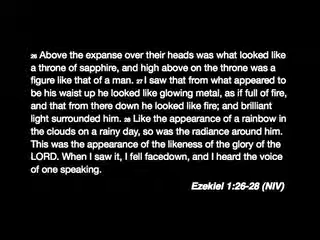 26 Above the expanse over their heads was what looked like
a throne of sapphire, and high above on the throne was a
figure like that of a man. 27 I saw that from what appeared to
be his waist up he looked like glowing metal, as if full of fire,
and that from there down he looked like fire; and brilliant
light surrounded him. 28 Like the appearance of a rainbow in
the clouds on a rainy day, so was the radiance around him.
This was the appearance of the likeness of the glory of the
LORD. When I saw it, I fell facedown, and I heard the voice
of one speaking.
Ezekiel 1:26-28 (NIV)